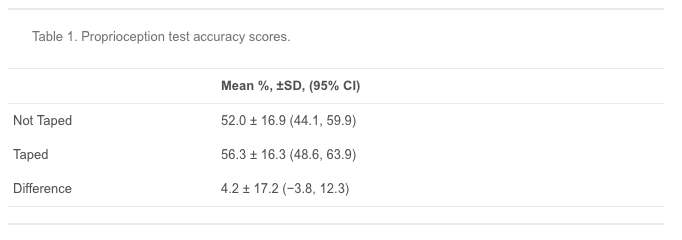 Table 1. Proprioception test accuracy scores.
Mean %, ±SD, (95% CI)
Not Taped 52.0 ± 16.9 (44.1, 59.9)
Taped 56.3 ± 16.3 (48.6, 63.9)
Difference 4.2 ± 17.2 (−3.8, 12.3)